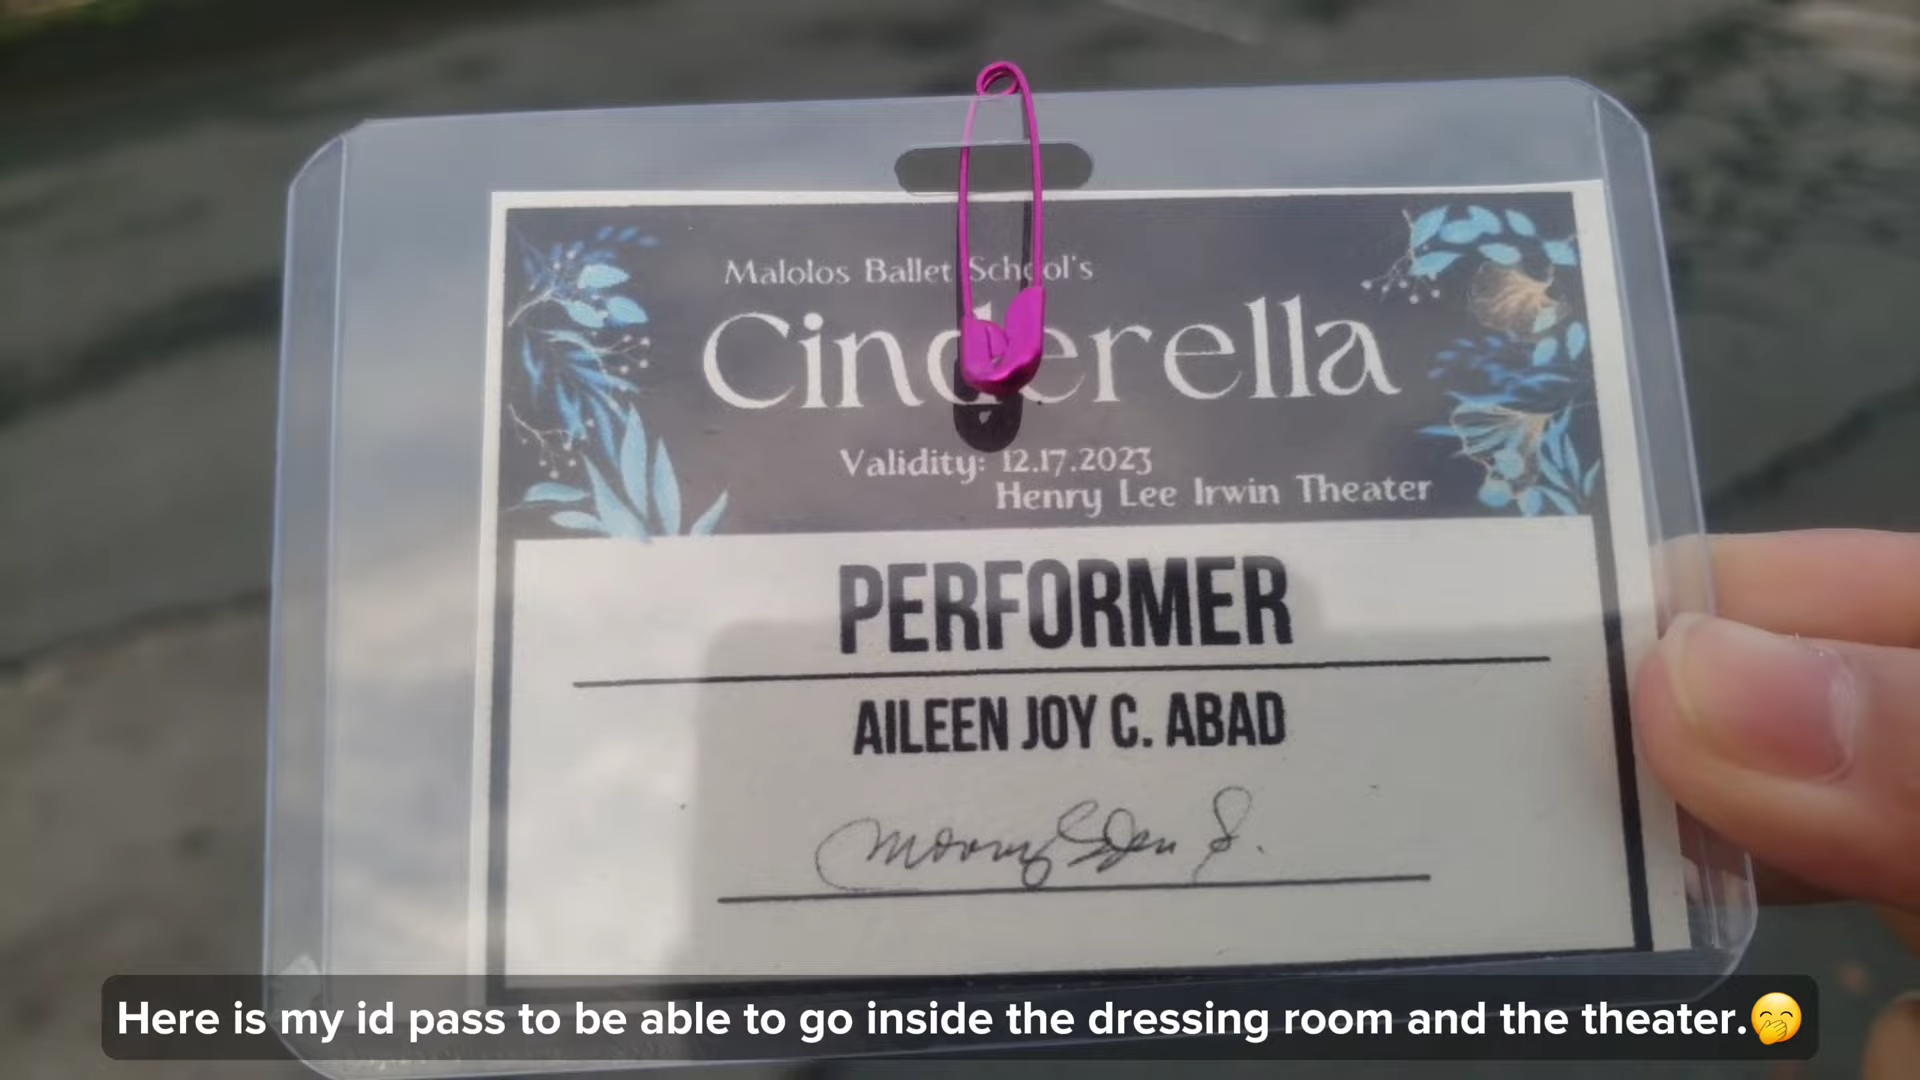 Malolos Ballet School's
Cinderella
Validity: 12.17.2023
Henry Lee Irwin Theater
PERFORMER
AILEEN JOY C. ABAD
Here is my id pass to be able to go inside the dressing room and the theater.🤭